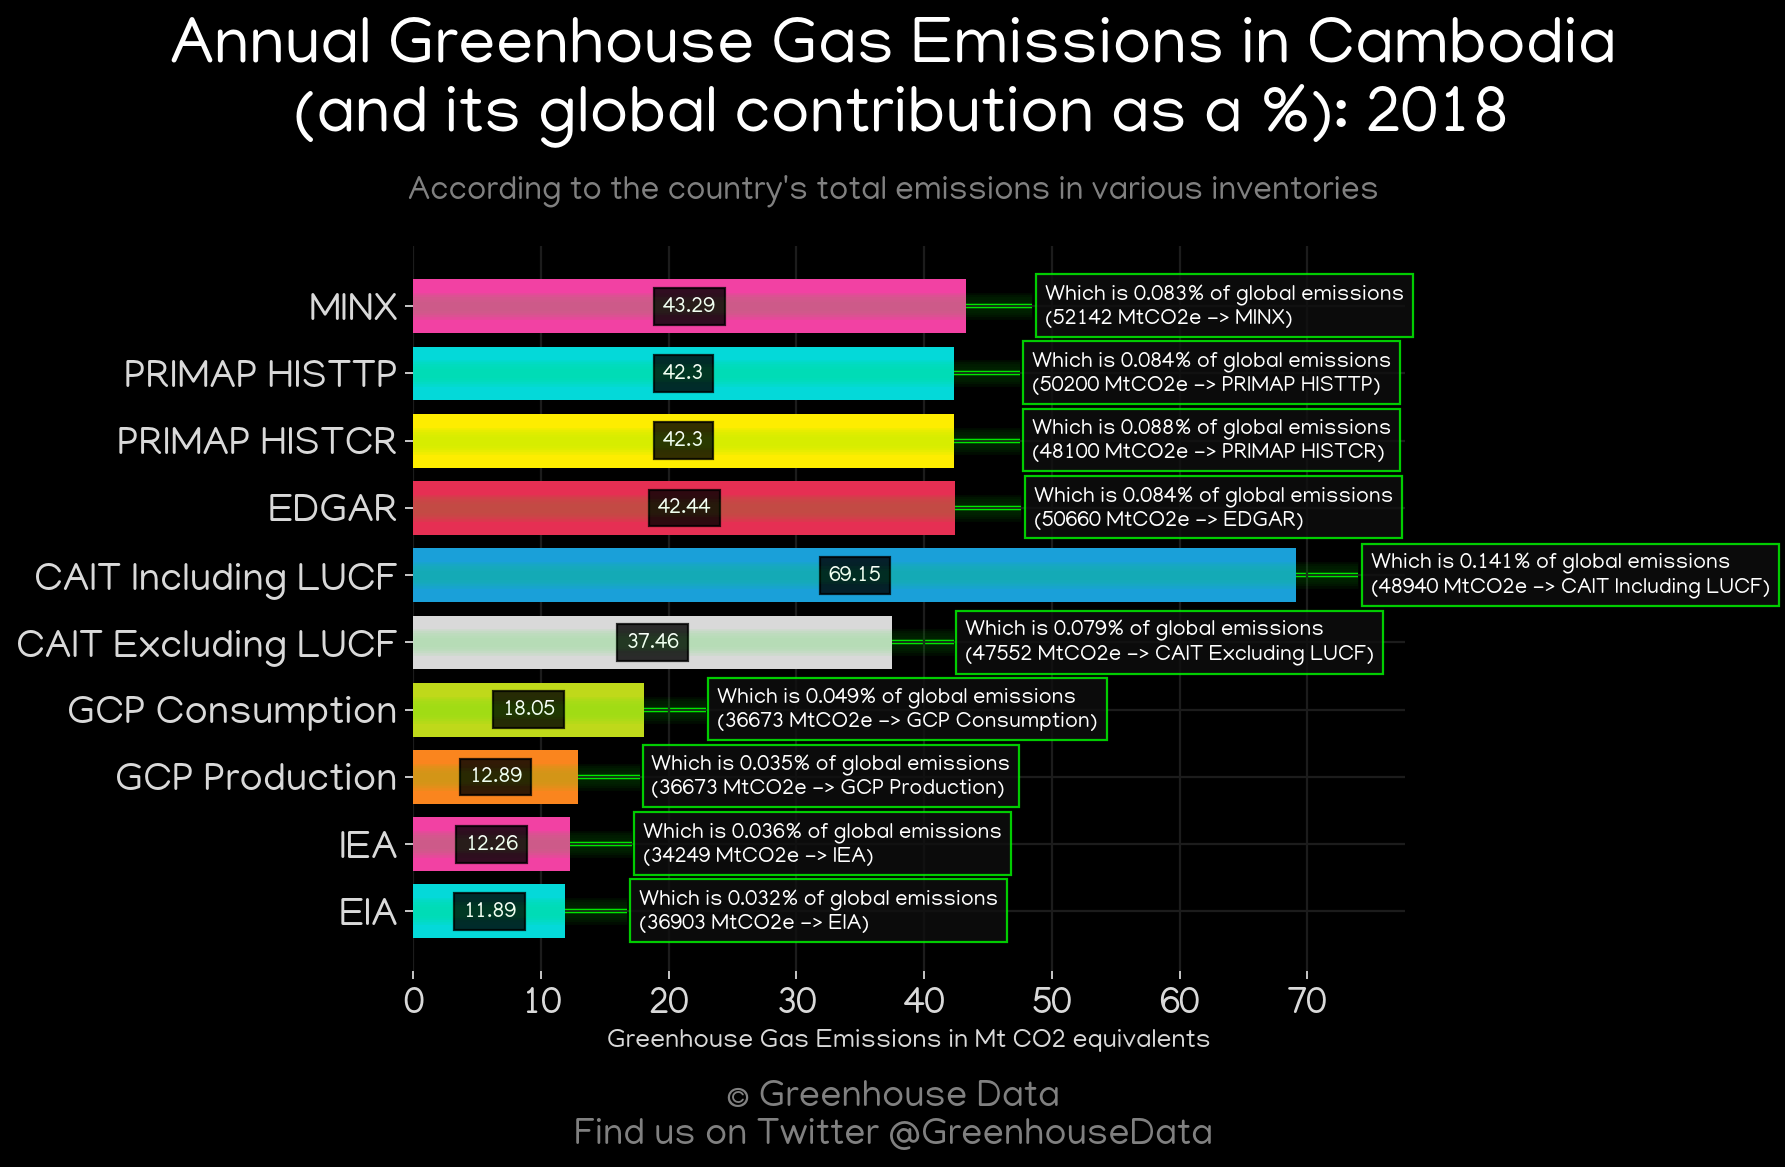 Annual Greenhouse Gas Emissions in Cambodia
(and its global contribution as a %): 2018
According to the country's total emissions in various inventories
MINX
43.29
Which is 0.083% of global emissions
(52142 MtCO2e -> MINX)
PRIMAP HISTTP
42.3
Which is 0.084% of global emissions
(50200 MtCO2e -> PRIMAP HISTTP)
PRIMAP HISTCR
42.3
Which is 0.088% of global emissions
(48100 MtCO2e -> PRIMAP HISTCR)
EDGAR
42.44
Which is 0.084% of global emissions
(50660 MtCO2e -> EDGAR)
CAIT Including LUCF
69.15
Which is 0.141% of global emissions
(48940 MtCO2e -> CAIT Including LUCF)
CAIT Excluding LUCF
37.46
Which is 0.079% of global emissions
(47552 MtCO2e -> CAIT Excluding LUCF)
GCP Consumption
18.05
Which is 0.049% of global emissions
(36673 MtCO2e -> GCP Consumption)
GCP Production
12.89
Which is 0.035% of global emissions
(36673 MtCO2e -> GCP Production)
IEA
12.26
Which is 0.036% of global emissions
(34249 MtCO2e -> IEA)
EIA
11.89
Which is 0.032% of global emissions
(36903 MtCO2e -> EIA)
0 10 20 30 40 50 60 70
Greenhouse Gas Emissions in Mt CO2 equivalents
© Greenhouse Data
Find us on Twitter @GreenhouseData